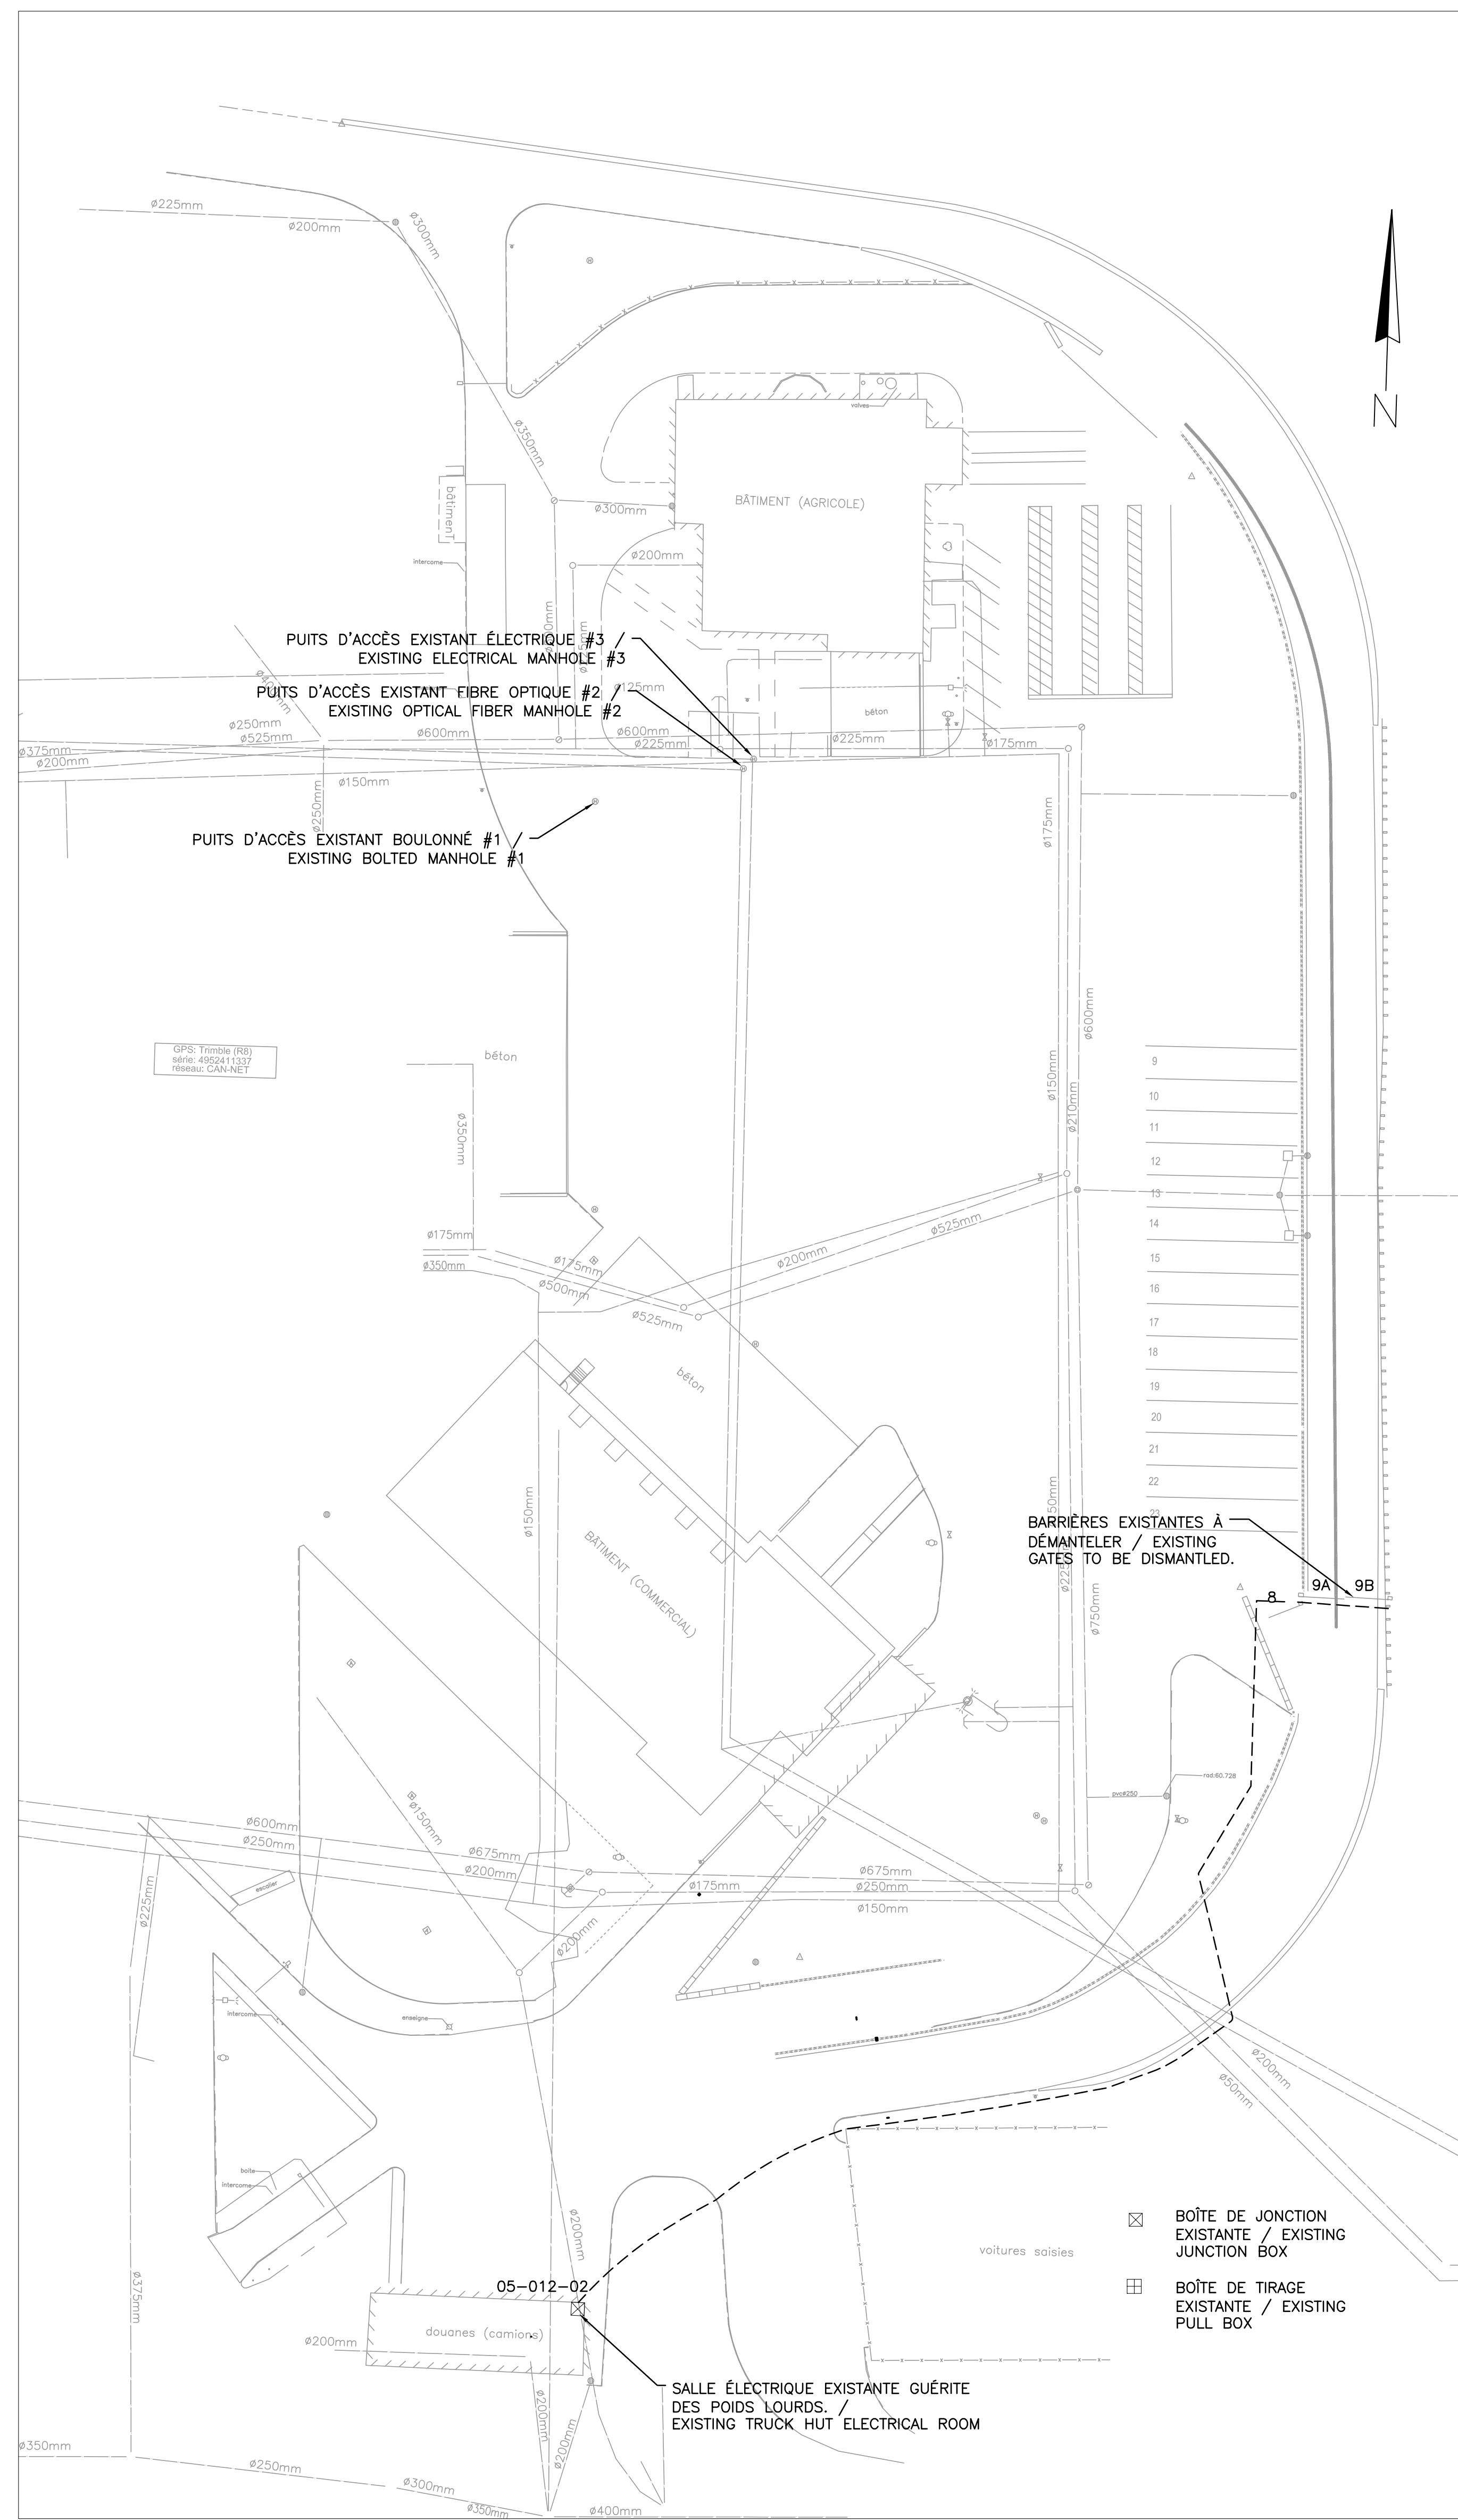 ø225mm
ø200mm
ø300mm
N
valves
ø350mm
bâtiment
ø300mm
BÂTIMENT (AGRICOLE)
intercome
ø200mm
PUITS D'ACCÈS EXISTANT ÉLECTRIQUE #3 /
EXISTING ELECTRICAL MANHOLE #3
ø400mm
PUITS D'ACCÈS EXISTANT FIBRE OPTIQUE #2 /
EXISTING OPTICAL FIBER MANHOLE #2
ø125mm
béton
ø250mm
ø525mm
ø600mm
ø600mm
ø225mm
ø225mm
ø175mm
ø375mm
ø200mm
ø150mm
ø250mm
ø175mm
PUITS D'ACCÈS EXISTANT BOULONNÉ #1 /
EXISTING BOLTED MANHOLE #1
ø600mm
GPS: Trimble (R8)
série: 4952411337
réseau: CAN-NET
béton
ø150mm
ø210mm
ø350mm
9
10
11
12
13
14
15
16
17
18
19
20
21
22
23
ø175mm
ø350mm
ø175mm
ø500mm
ø525mm
ø200mm
ø525mm
béton
ø150mm
BÂTIMENT (COMMERCIAL)
BARRIÈRES EXISTANTES À
DÉMANTELER / EXISTING
GATES TO BE DISMANTLED.
8
9A
9B
ø750mm
rad:60.728
pvcø250
ø150mm
ø600mm
ø250mm
ø675mm
ø200mm
ø175mm
ø675mm
ø250mm
ø150mm
escalier
ø225mm
ø200mm
intercome
enseigne
ø200mm
ø50mm
boite
intercome
ø200mm
ø375mm
voitures saisies
BOÎTE DE JONCTION
EXISTANTE / EXISTING
JUNCTION BOX
BOÎTE DE TIRAGE
EXISTANTE / EXISTING
PULL BOX
05-012-02
douanes (camions)
ø200mm
SALLE ÉLECTRIQUE EXISTANTE GUÉRITE
DES POIDS LOURDS. /
EXISTING TRUCK HUT ELECTRICAL ROOM
ø200mm
ø200mm
ø350mm
ø250mm
ø300mm
ø350mm
ø400mm